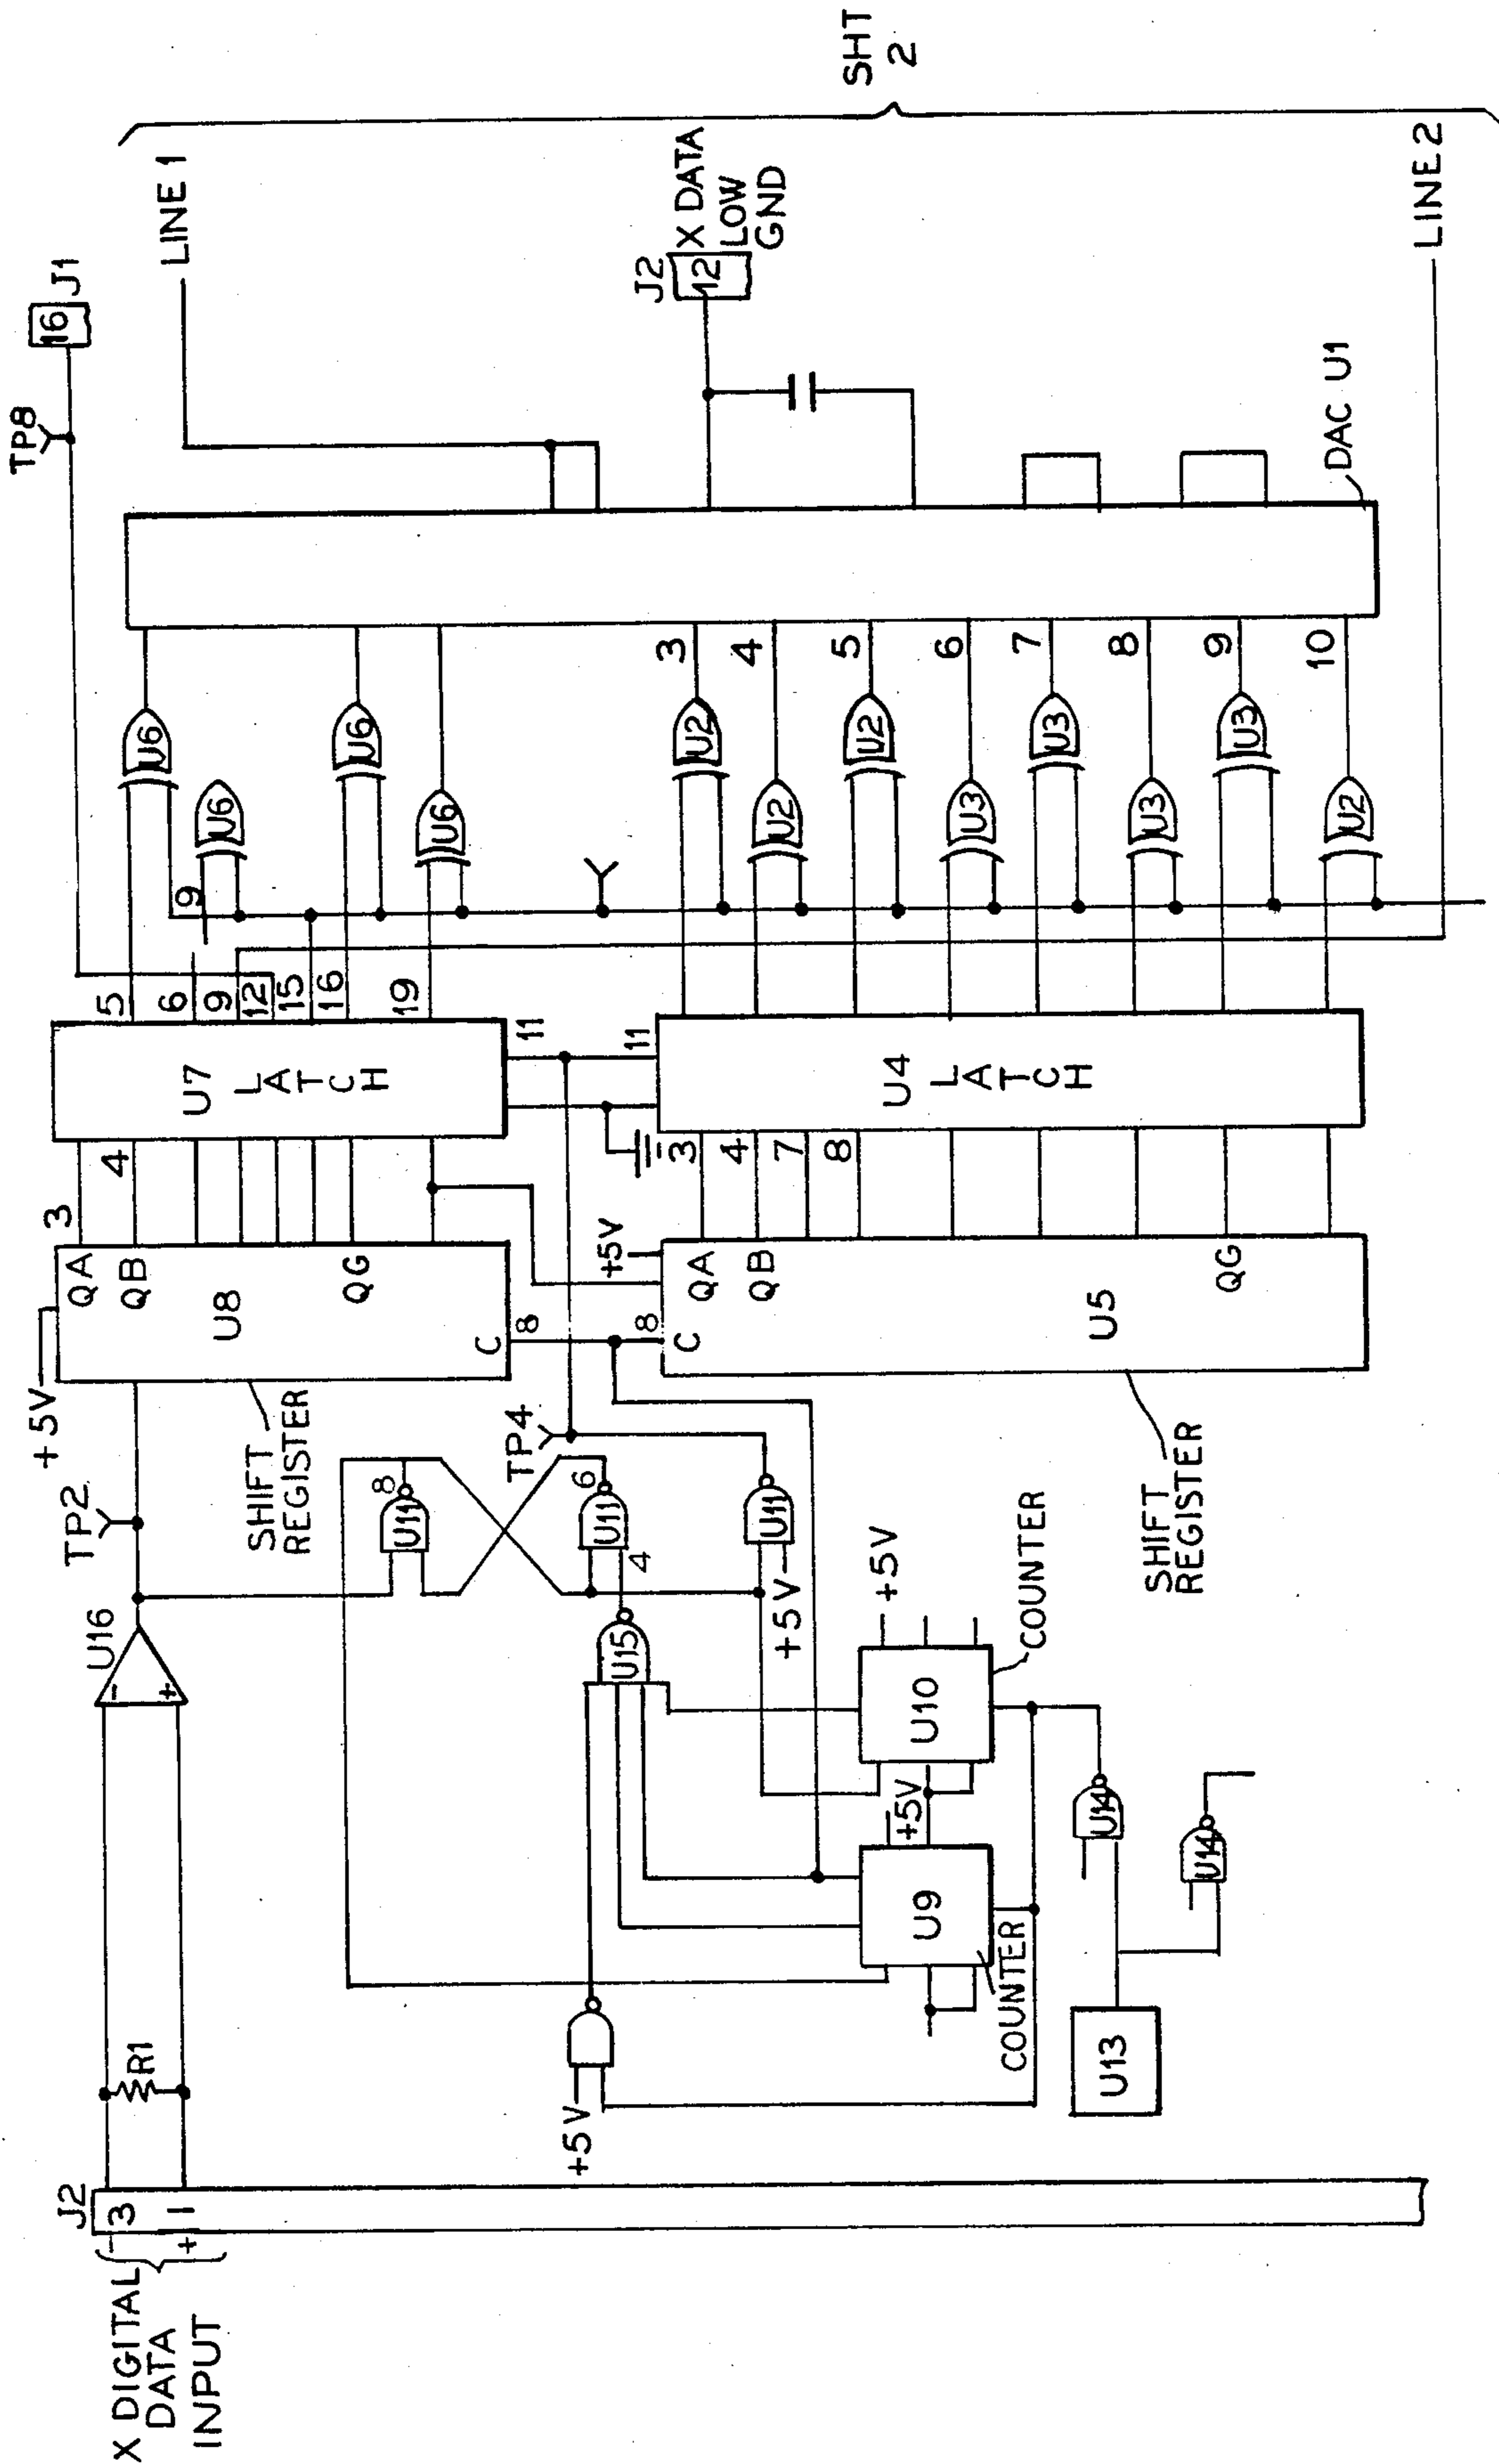 X DIGITAL
DATA
INPUT
-
+
J2
3
1
R1
-
+
U16
TP2
+5V
QA
QB
QG
U8
C
8
SHIFT
REGISTER
3
4
U7
LATCH
5
6
9
12
15
16
19
11
9
U6
U6
U6
U6
TP8
16
J1
LINE 1
J2
12
X DATA
LOW
GND
SHT
2
LINE 2
DAC U1
U2
U2
U2
U3
U3
U3
U3
U2
3
4
5
6
7
8
9
10
U4
LATCH
11
3
4
7
8
+5V
QA
QB
QG
U5
C
8
SHIFT
REGISTER
TP4
U11
8
U11
6
4
U11
+5V
U15
+5V
U10
+5V
COUNTER
+5V
U9
COUNTER
U13
U14
U14